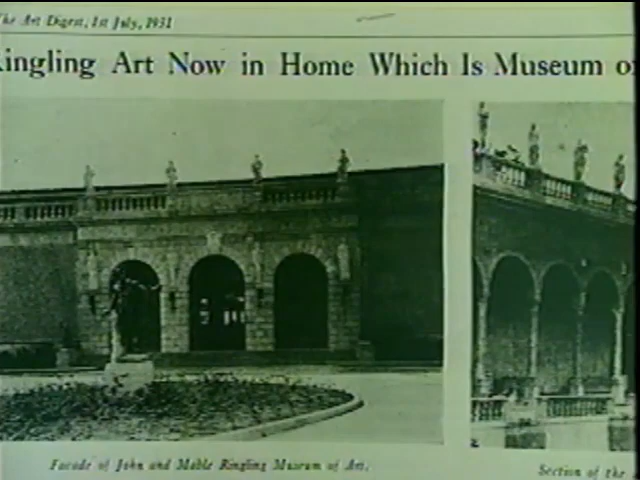 The Art Digest, 1st July, 1931
ingling Art Now in Home Which Is Museum o
Facade of John and Mable Ringling Museum of Art.
Section of the